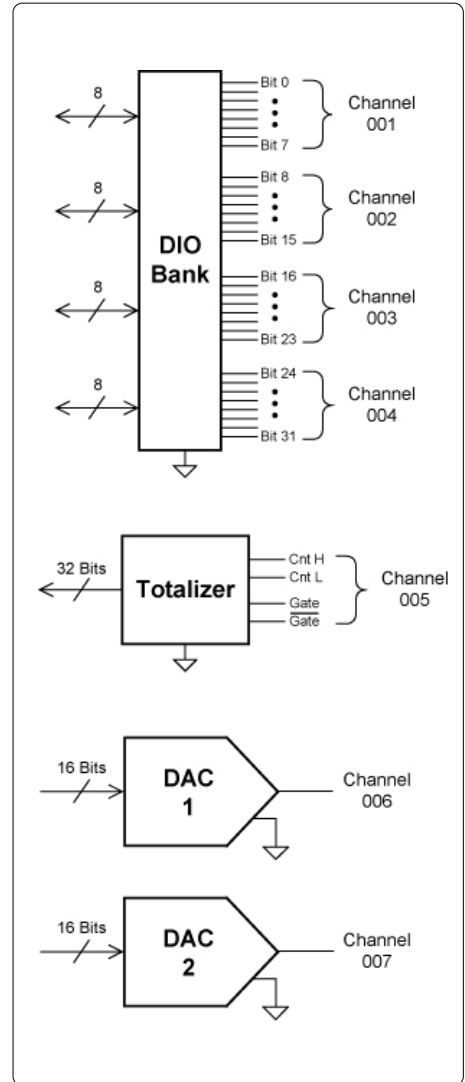 8
Bit 0
Bit 7
Channel
001
8
Bit 8
Bit 15
Channel
002
DIO
Bank
8
Bit 16
Bit 23
Channel
003
8
Bit 24
Bit 31
Channel
004
32 Bits
Totalizer
Cnt H
Cnt L
Gate
Gate
Channel
005
16 Bits
DAC
1
Channel
006
16 Bits
DAC
2
Channel
007